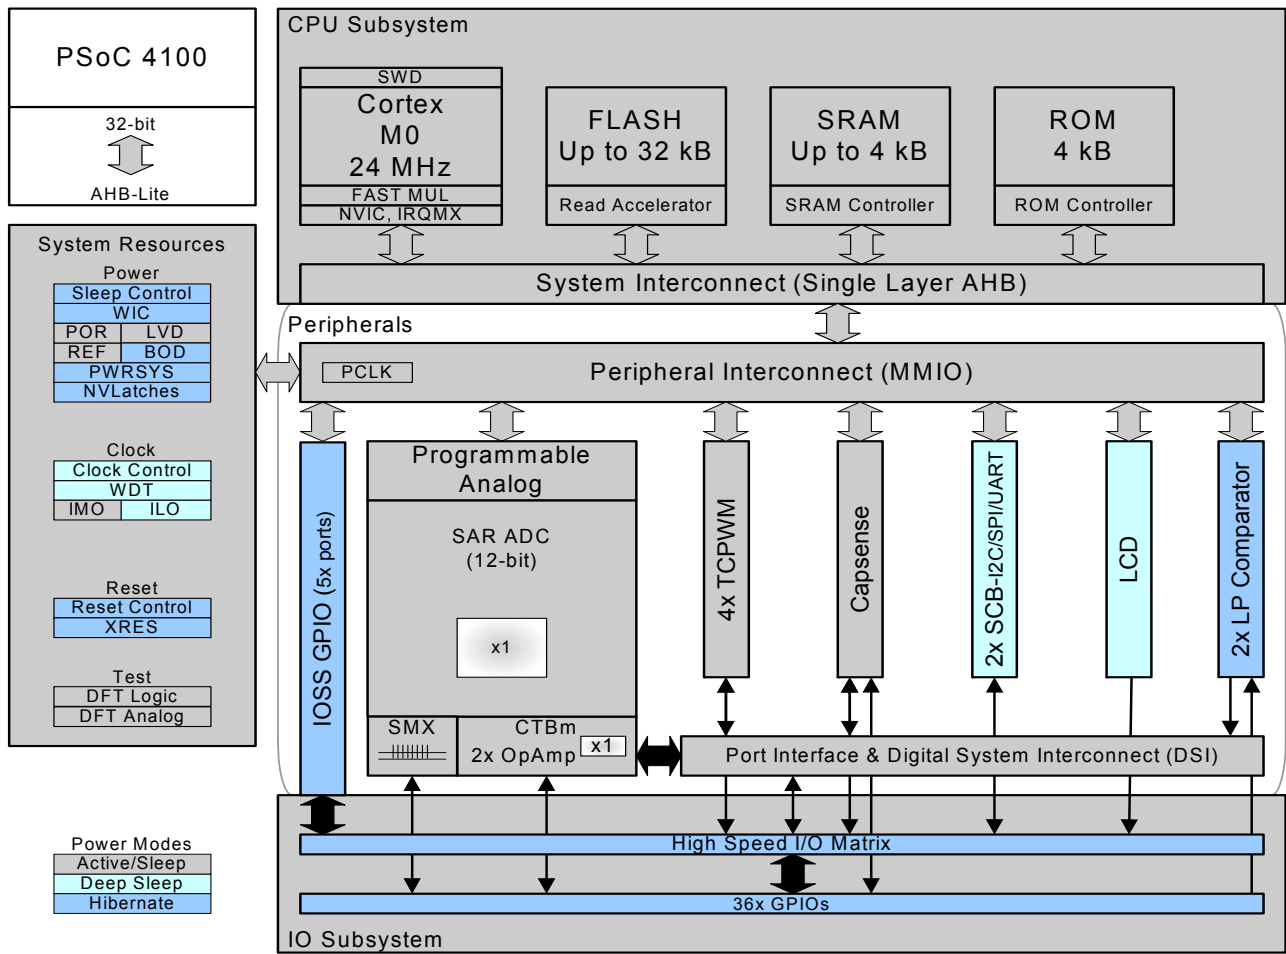 PSoC 4100
32-bit
AHB-Lite
CPU Subsystem
SWD
Cortex
M0
24 MHz
FAST MUL
NVIC, IRQMX
FLASH
Up to 32 kB
Read Accelerator
SRAM
Up to 4 kB
SRAM Controller
ROM
4 kB
ROM Controller
System Interconnect (Single Layer AHB)
System Resources
Power
Sleep Control
WIC
POR LVD
REF BOD
PWRSYS
NVLatches
Clock
Clock Control
WDT
IMO ILO
Reset
Reset Control
XRES
Test
DFT Logic
DFT Analog
Peripherals
PCLK
Peripheral Interconnect (MMIO)
IOSS GPIO (5x ports)
Programmable
Analog
SAR ADC
(12-bit)
x1
SMX
CTBm
2x OpAmp
x1
4x TCPWM
Capsense
2x SCB-I2C/SPI/UART
LCD
2x LP Comparator
Port Interface & Digital System Interconnect (DSI)
High Speed I/O Matrix
36x GPIOs
IO Subsystem
Power Modes
Active/Sleep
Deep Sleep
Hibernate